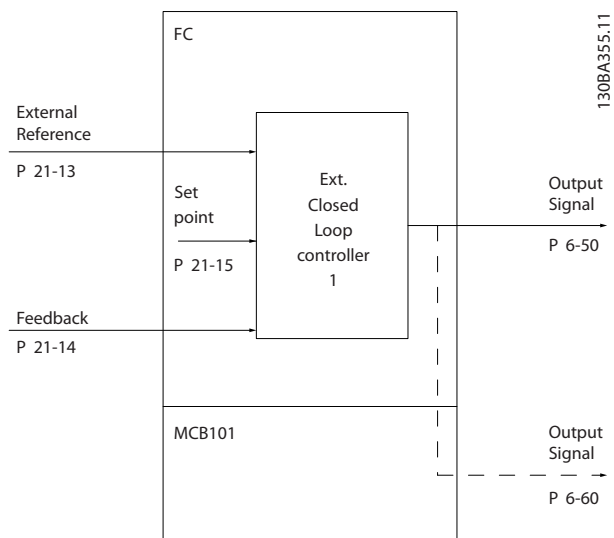 FC
130BA355.11
External
Reference
P 21-13
Set
point
P 21-15
Ext.
Closed
Loop
controller
1
Output
Signal
P 6-50
Feedback
P 21-14
MCB101
Output
Signal
P 6-60